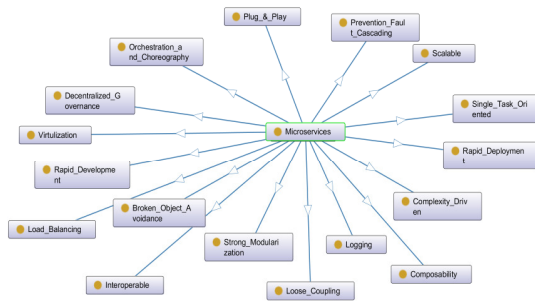 Plug_&_Play
Prevention_Faul
t_Cascading
Orchestration_a
nd_Choreography
Scalable
Decentralized_G
overnance
Single_Task_Ori
ented
Virtulization
Microservices
Rapid_Deploymen
t
Rapid_Developme
nt
Broken_Object_A
voidance
Complexity_Driv
en
Load_Balancing
Strong_Modulari
zation
Logging
Composability
Interoperable
Loose_Coupling